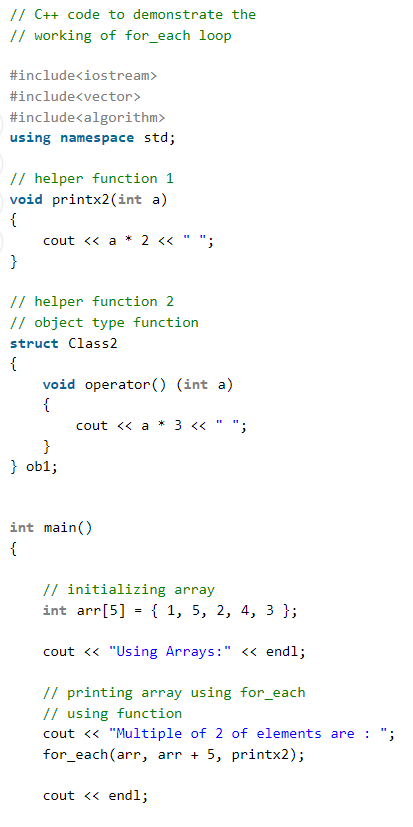 // C++ code to demonstrate the
// working of for_each loop
#include<iostream>
#include<vector>
#include<algorithm>
using namespace std;
// helper function 1
void printx2(int a)
{
    cout << a * 2 << " ";
}
// helper function 2
// object type function
struct Class2
{
    void operator() (int a)
    {
        cout << a * 3 << " ";
    }
} ob1;
int main()
{
    // initializing array
    int arr[5] = { 1, 5, 2, 4, 3 };
    cout << "Using Arrays:" << endl;
    // printing array using for_each
    // using function
    cout << "Multiple of 2 of elements are : ";
    for_each(arr, arr + 5, printx2);
    cout << endl;